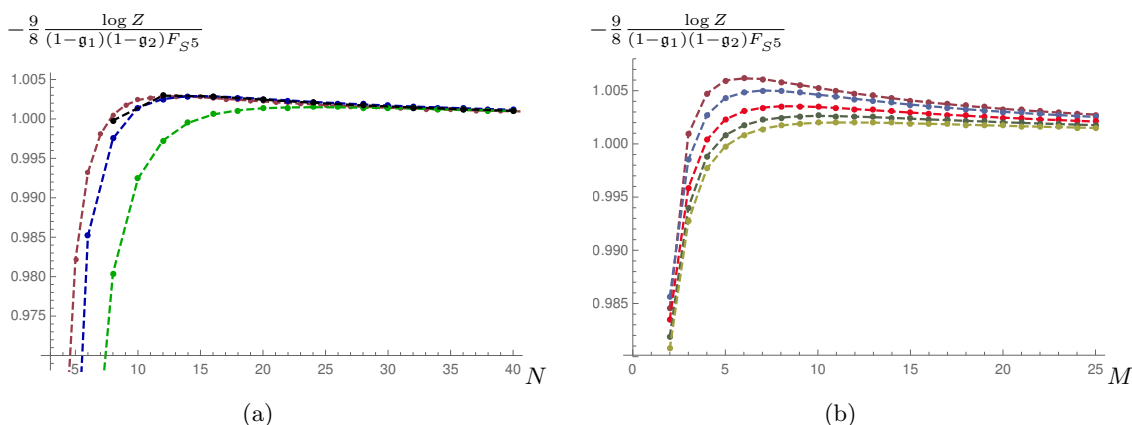 $-\frac{9}{8}\frac{\log Z}{(1-\mathfrak{g}_1)(1-\mathfrak{g}_2)F_{S^5}}$
1.005
1.000
0.995
0.990
0.985
0.980
0.975
5 10 15 20 25 30 35 40 N
(a)
$-\frac{9}{8}\frac{\log Z}{(1-\mathfrak{g}_1)(1-\mathfrak{g}_2)F_{S^5}}$
1.005
1.000
0.995
0.990
0.985
0 5 10 15 20 25 M
(b)